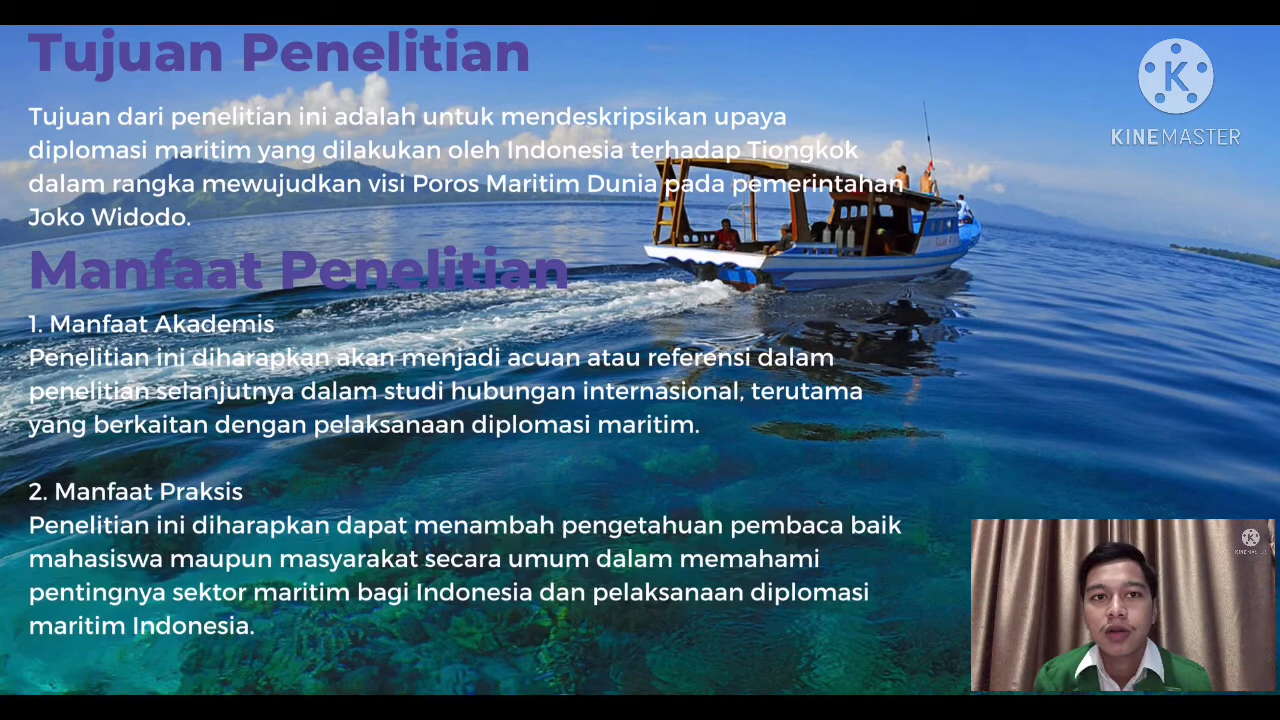 Tujuan Penelitian
Tujuan dari penelitian ini adalah untuk mendeskripsikan upaya
diplomasi maritim yang dilakukan oleh Indonesia terhadap Tiongkok
dalam rangka mewujudkan visi Poros Maritim Dunia pada pemerintahan
Joko Widodo.
Manfaat Penelitian
1. Manfaat Akademis
Penelitian ini diharapkan akan menjadi acuan atau referensi dalam
penelitian selanjutnya dalam studi hubungan internasional, terutama
yang berkaitan dengan pelaksanaan diplomasi maritim.
2. Manfaat Praksis
Penelitian ini diharapkan dapat menambah pengetahuan pembaca baik
mahasiswa maupun masyarakat secara umum dalam memahami
pentingnya sektor maritim bagi Indonesia dan pelaksanaan diplomasi
maritim Indonesia.
K
KINEMASTER